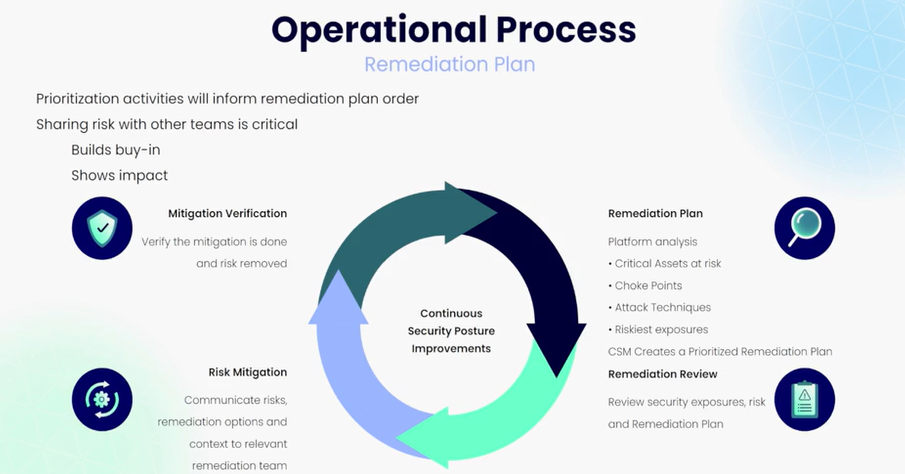 Operational Process
Remediation Plan
Prioritization activities will inform remediation plan order
Sharing risk with other teams is critical
Builds buy-in
Shows impact
Mitigation Verification
Verify the mitigation is done
and risk removed
Remediation Plan
Platform analysis
• Critical Assets at risk
• Choke Points
• Attack Techniques
• Riskiest exposures
CSM Creates a Prioritized Remediation Plan
Continuous
Security Posture
Improvements
Risk Mitigation
Communicate risks,
remediation options and
context to relevant
remediation team
Remediation Review
Review security exposures, risk
and Remediation Plan